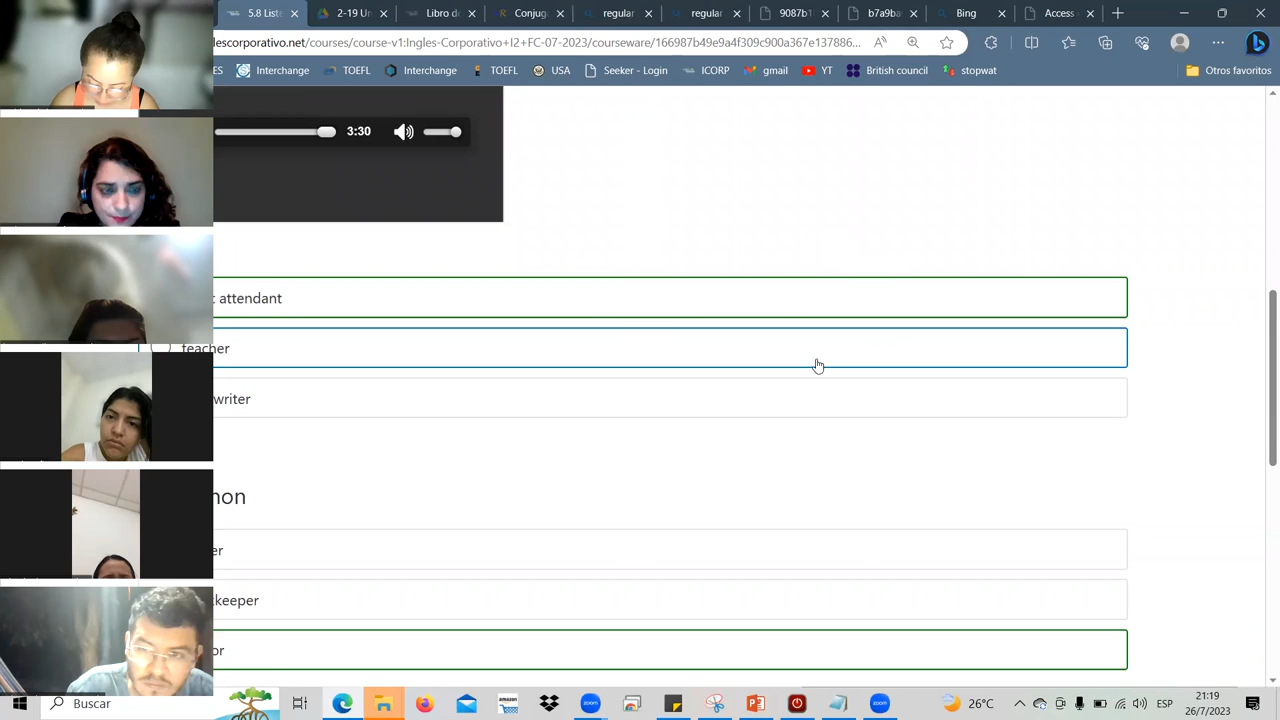 5.8 Liste
2-19 Un
Libro de
Conjug
regular
regular
9087b1
b7a9ba
Bing
Access
lescorporativo.net/courses/course-v1:Ingles-Corporativo+I2+FC-07-2023/courseware/166987b49e9a4f309c900a367e137886...
ES
Interchange
TOEFL
Interchange
TOEFL
USA
Seeker - Login
ICORP
gmail
YT
British council
stopwat
Otros favoritos
3:30
t attendant
teacher
writer
non
er
keeper
or
Buscar
26°C
ESP
21:19
26/7/2023